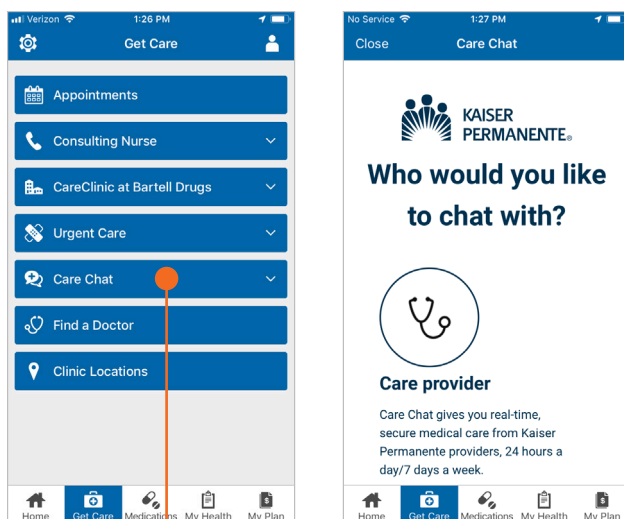 Verizon 1:26 PM
Get Care
Appointments
Consulting Nurse
CareClinic at Bartell Drugs
Urgent Care
Care Chat
Find a Doctor
Clinic Locations
Home Get Care Medications My Health My Plan
No Service 1:27 PM
Close Care Chat
KAISER
PERMANENTE®
Who would you like
to chat with?
Care provider
Care Chat gives you real-time,
secure medical care from Kaiser
Permanente providers, 24 hours a
day/7 days a week.
Home Get Care Medications My Health My Plan